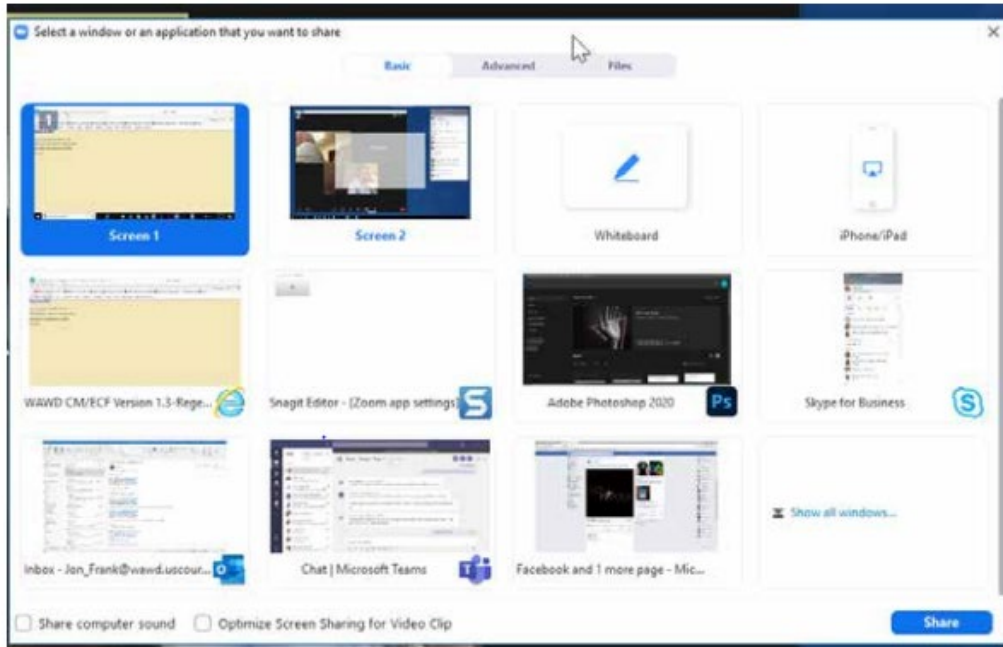 Select a window or an application that you want to share
Basic Advanced Files
Screen 1 Screen 2 Whiteboard iPhone/iPad
WAWD CM/ECF Version 1.3-Rege... Snagit Editor - [Zoom app settings] Adobe Photoshop 2020 Ps Skype for Business
Inbox - Jon_Frank@wawd.uscour... Chat | Microsoft Teams Facebook and 1 more page - Mic... Show all windows...
Share computer sound Optimize Screen Sharing for Video Clip Share